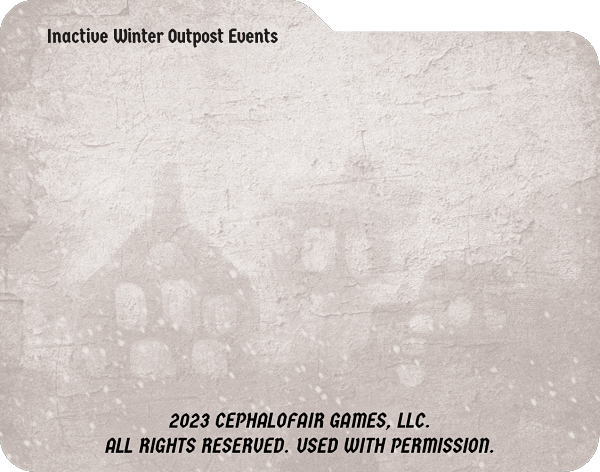 Inactive Winter Outpost Events
2023 CEPHALOFAIR GAMES, LLC.
ALL RIGHTS RESERVED. USED WITH PERMISSION.